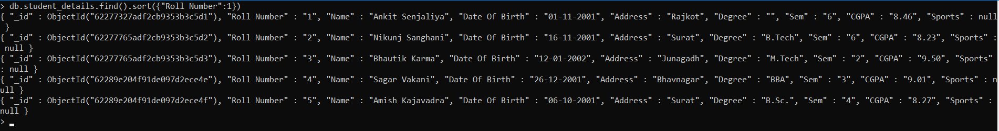 > db.student_details.find().sort({"Roll Number":1})
{ "_id" : ObjectId("62277327adf2cb9353b3c5d1"), "Roll Number" : "1", "Name" : "Ankit Senjaliya", "Date Of Birth" : "01-11-2001", "Address" : "Rajkot", "Degree" : "", "Sem" : "6", "CGPA" : "8.46", "Sports" : null
 }
{ "_id" : ObjectId("62277765adf2cb9353b3c5d2"), "Roll Number" : "2", "Name" : "Nikunj Sanghani", "Date Of Birth" : "16-11-2001", "Address" : "Surat", "Degree" : "B.Tech", "Sem" : "6", "CGPA" : "8.23", "Sports" :
 null }
{ "_id" : ObjectId("62277765adf2cb9353b3c5d3"), "Roll Number" : "3", "Name" : "Bhautik Karma", "Date Of Birth" : "12-01-2002", "Address" : "Junagadh", "Degree" : "M.Tech", "Sem" : "2", "CGPA" : "9.50", "Sports"
: null }
{ "_id" : ObjectId("62289e204f91de097d2ece4e"), "Roll Number" : "4", "Name" : "Sagar Vakani", "Date Of Birth" : "26-12-2001", "Address" : "Bhavnagar", "Degree" : "BBA", "Sem" : "3", "CGPA" : "9.01", "Sports" : n
ull }
{ "_id" : ObjectId("62289e204f91de097d2ece4f"), "Roll Number" : "5", "Name" : "Amish Kajavadra", "Date Of Birth" : "06-10-2001", "Address" : "Surat", "Degree" : "B.Sc.", "Sem" : "4", "CGPA" : "8.27", "Sports" :
null }
>